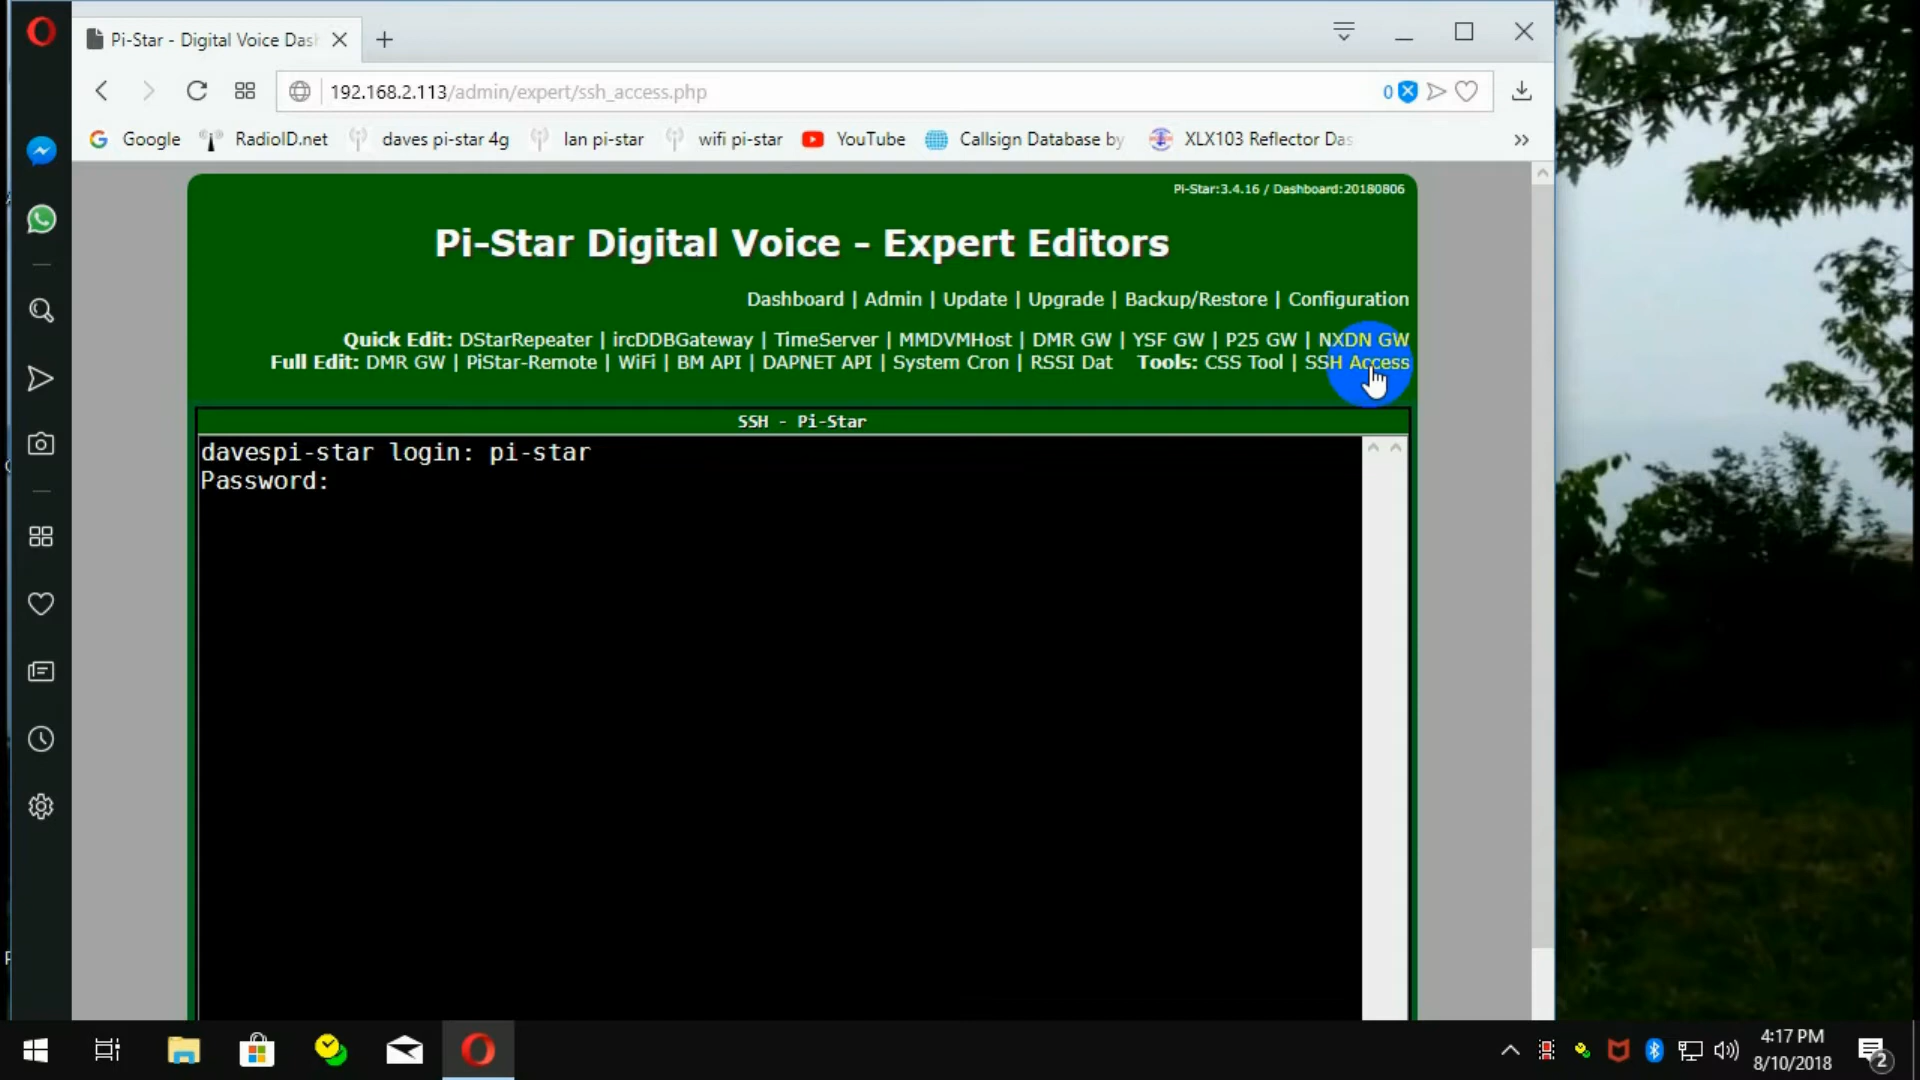 Pi-Star - Digital Voice Das
192.168.2.113/admin/expert/ssh_access.php
0
Google RadioID.net daves pi-star 4g lan pi-star wifi pi-star YouTube Callsign Database by XLX103 Reflector Das
Pi-Star:3.4.16 / Dashboard:20180806
Pi-Star Digital Voice - Expert Editors
Dashboard | Admin | Update | Upgrade | Backup/Restore | Configuration
Quick Edit: DStarRepeater | ircDDBGateway | TimeServer | MMDVMHost | DMR GW | YSF GW | P25 GW | NXDN GW
Full Edit: DMR GW | PiStar-Remote | WiFi | BM API | DAPNET API | System Cron | RSSI Dat Tools: CSS Tool | SSH Access
SSH - Pi-Star
davespi-star login: pi-star
Password:
4:17 PM
8/10/2018
2